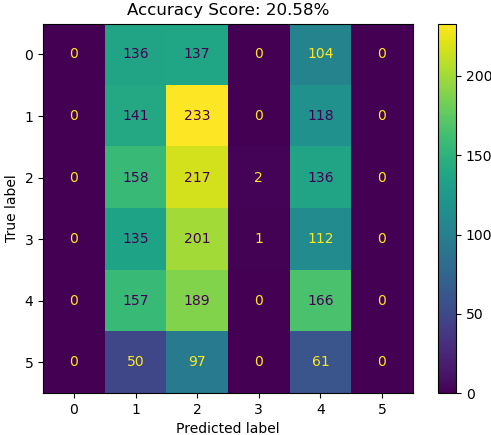 Accuracy Score: 20.58%
0 0 136 137 0 104 0
1 0 141 233 0 118 0
2 0 158 217 2 136 0
3 0 135 201 1 112 0
4 0 157 189 0 166 0
5 0 50 97 0 61 0
0 1 2 3 4 5
Predicted label
True label
200
150
100
50
0